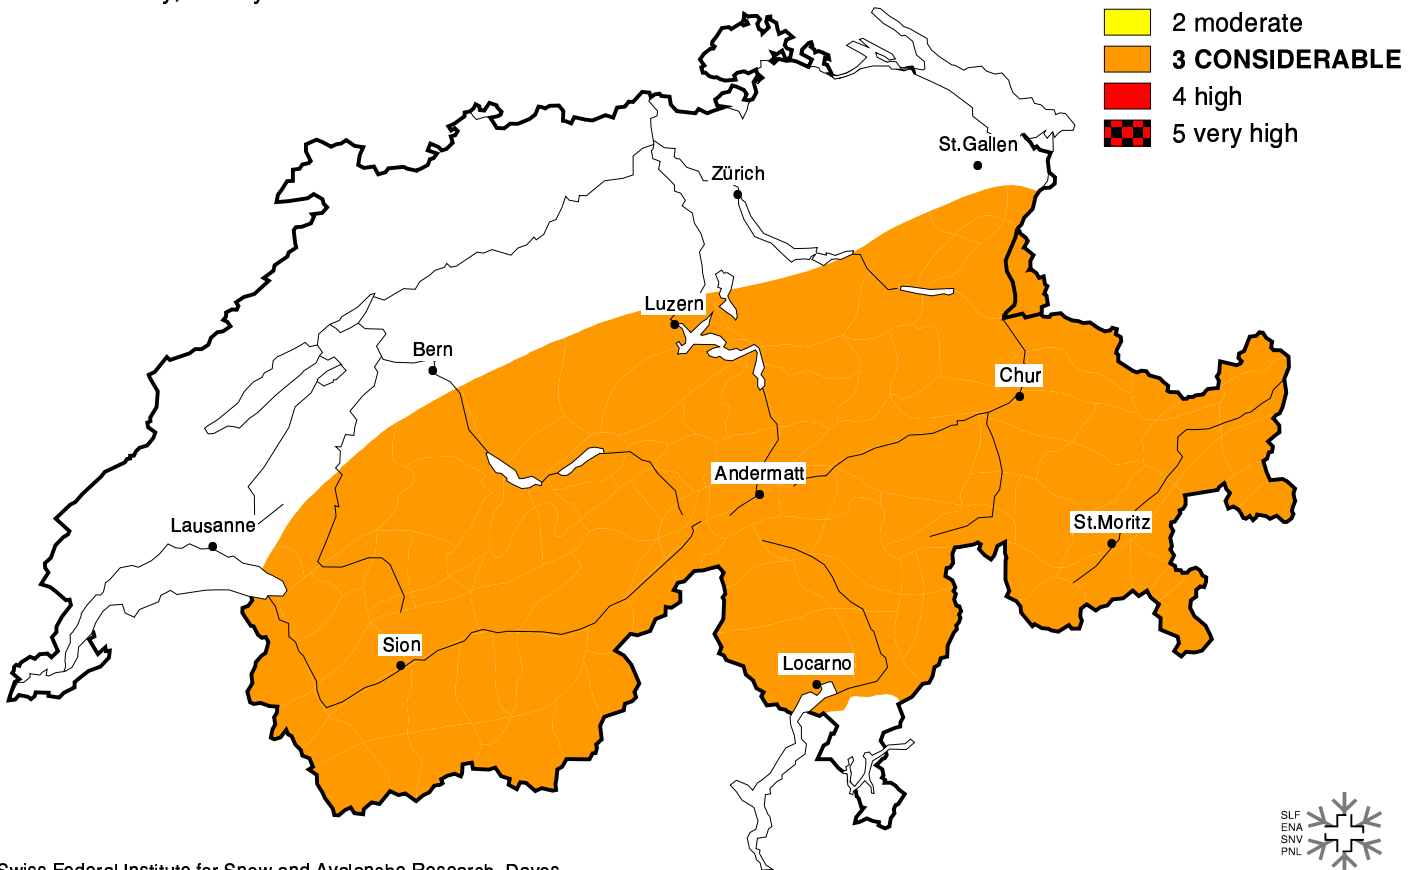 2 moderate
3 CONSIDERABLE
4 high
5 very high
St.Gallen
Zürich
Luzern
Bern
Chur
Andermatt
St.Moritz
Lausanne
Sion
Locarno
SLF
ENA
SNV
PNL
Swiss Federal Institute for Snow and Avalanche Research, Davos